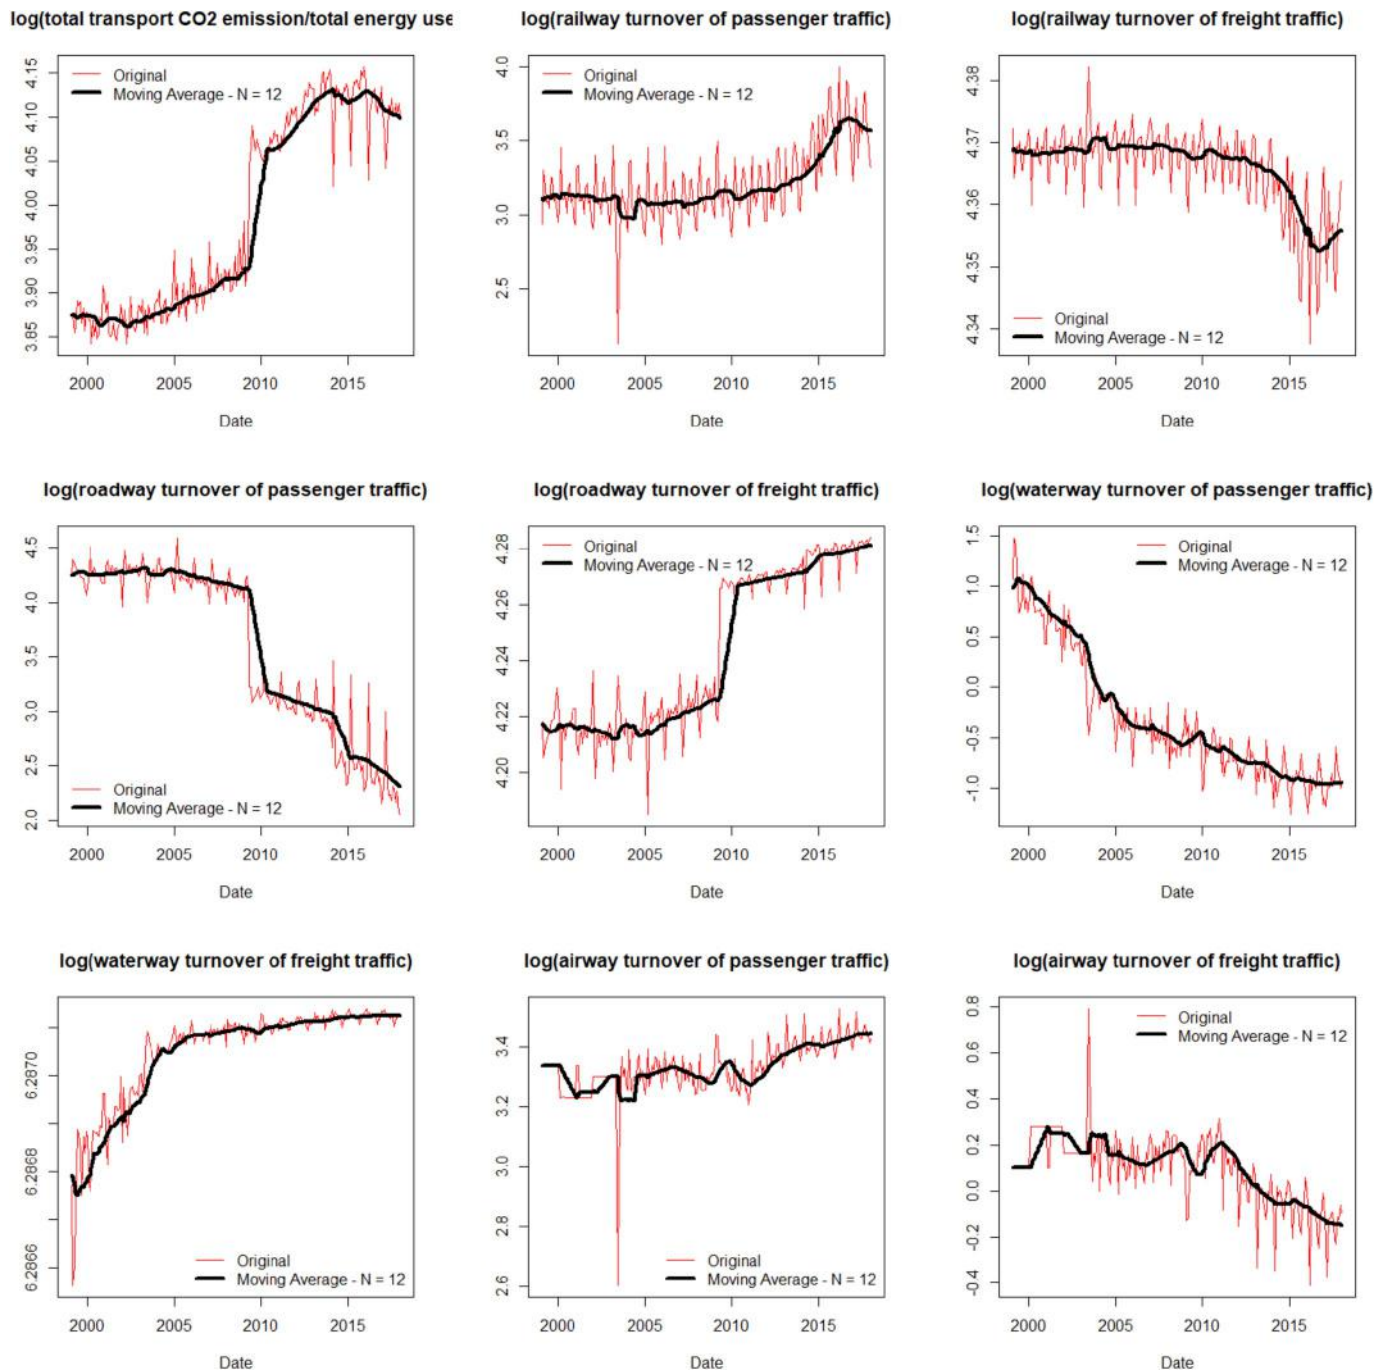 log(total transport CO2 emission/total energy use
4.15
4.10
4.05
4.00
3.95
3.90
3.85
Original
Moving Average - N = 12
2000 2005 2010 2015
Date
log(railway turnover of passenger traffic)
4.0
3.5
3.0
2.5
Original
Moving Average - N = 12
2000 2005 2010 2015
Date
log(railway turnover of freight traffic)
4.38
4.37
4.36
4.35
4.34
Original
Moving Average - N = 12
2000 2005 2010 2015
Date
log(roadway turnover of passenger traffic)
4.5
4.0
3.5
3.0
2.5
2.0
Original
Moving Average - N = 12
2000 2005 2010 2015
Date
log(roadway turnover of freight traffic)
4.28
4.26
4.24
4.22
4.20
Original
Moving Average - N = 12
2000 2005 2010 2015
Date
log(waterway turnover of passenger traffic)
1.5
1.0
0.5
0.0
-0.5
-1.0
Original
Moving Average - N = 12
2000 2005 2010 2015
Date
log(waterway turnover of freight traffic)
6.2870
6.2868
6.2866
Original
Moving Average - N = 12
2000 2005 2010 2015
Date
log(airway turnover of passenger traffic)
3.4
3.2
3.0
2.8
2.6
Original
Moving Average - N = 12
2000 2005 2010 2015
Date
log(airway turnover of freight traffic)
0.8
0.6
0.4
0.2
0.0
-0.2
-0.4
Original
Moving Average - N = 12
2000 2005 2010 2015
Date